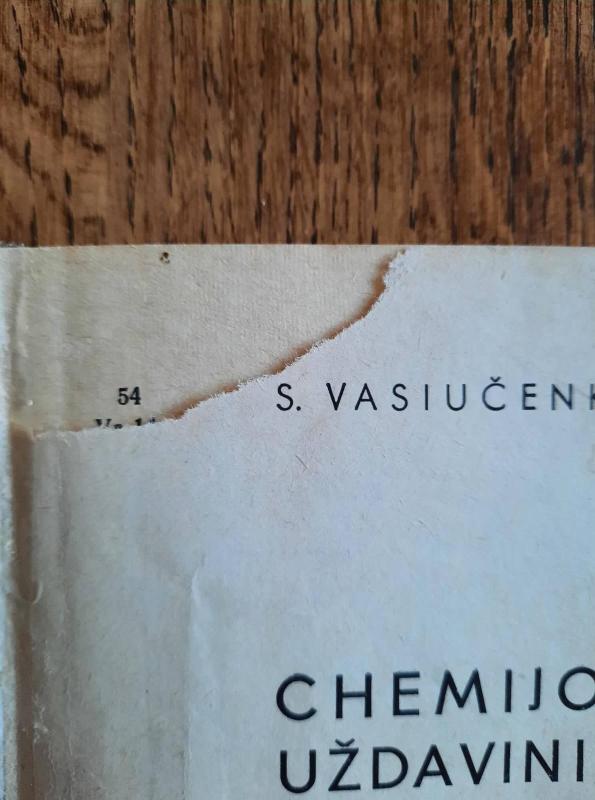 54
S. VASIUČENK
CHEMIJO
UŽDAVINI